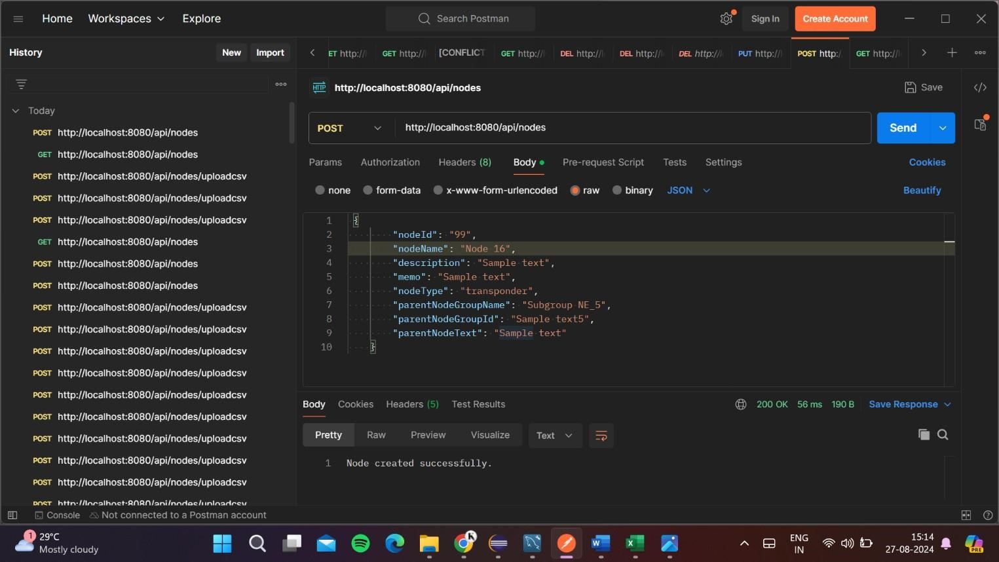 Home Workspaces Explore Search Postman Sign In Create Account
History New Import
ET http:// GET http:// [CONFLICT GET http:// DEL http:// DEL http:// DEL http:// PUT http:// POST http:/ GET http://
HTTP http://localhost:8080/api/nodes Save
Today
POST http://localhost:8080/api/nodes
GET http://localhost:8080/api/nodes
POST http://localhost:8080/api/nodes/uploadcsv
POST http://localhost:8080/api/nodes/uploadcsv
POST http://localhost:8080/api/nodes/uploadcsv
GET http://localhost:8080/api/nodes
POST http://localhost:8080/api/nodes
POST http://localhost:8080/api/nodes
POST http://localhost:8080/api/nodes/uploadcsv
POST http://localhost:8080/api/nodes/uploadcsv
POST http://localhost:8080/api/nodes/uploadcsv
POST http://localhost:8080/api/nodes/uploadcsv
POST http://localhost:8080/api/nodes/uploadcsv
POST http://localhost:8080/api/nodes/uploadcsv
POST http://localhost:8080/api/nodes/uploadcsv
POST http://localhost:8080/api/nodes/uploadcsv
POST http://localhost:8080/api/nodes/uploadcsv
POST http://localhost:8080/api/nodes/uploadcsv
POST http://localhost:8080/api/nodes Send
Params Authorization Headers (8) Body Pre-request Script Tests Settings Cookies
none form-data x-www-form-urlencoded raw binary JSON Beautify
1 {
2 "nodeId": "99",
3 "nodeName": "Node 16",
4 "description": "Sample text",
5 "memo": "Sample text",
6 "nodeType": "transponder",
7 "parentNodeGroupName": "Subgroup NE_5",
8 "parentNodeGroupId": "Sample text5",
9 "parentNodeText": "Sample text"
10 }
Body Cookies Headers (5) Test Results 200 OK 56 ms 190 B Save Response
Pretty Raw Preview Visualize Text
1 Node created successfully.
Console Not connected to a Postman account
1 29°C
Mostly cloudy
K
W
X
ENG
IN
15:14
27-08-2024
PRE